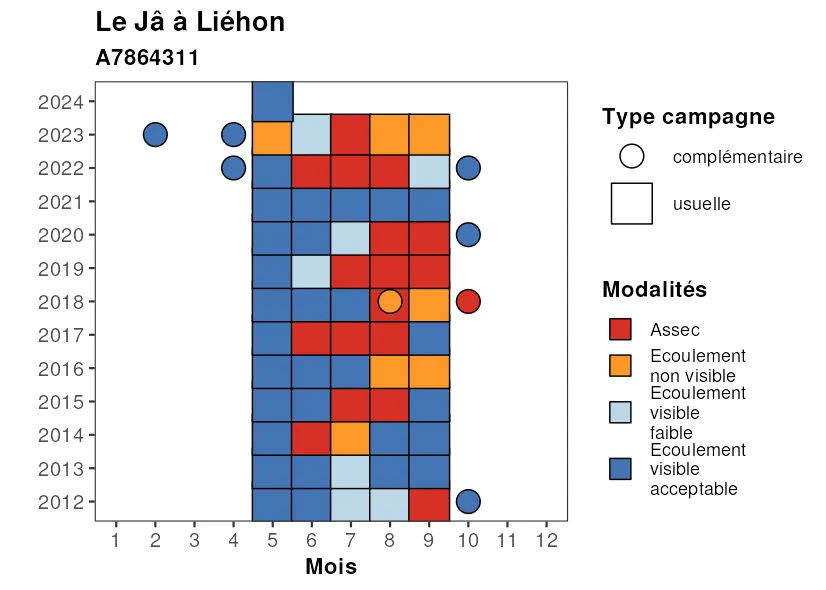 Le Jâ à Liéhon
A7864311
2024
2023
2022
2021
2020
2019
2018
2017
2016
2015
2014
2013
2012
1 2 3 4 5 6 7 8 9 10 11 12
Mois
Type campagne
complémentaire
usuelle
Modalités
Assec
Ecoulement
non visible
Ecoulement
visible
faible
Ecoulement
visible
acceptable